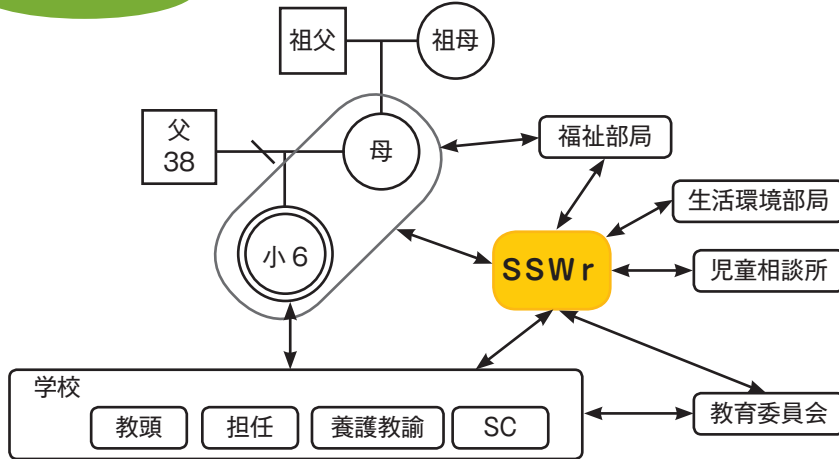 祖父
祖母
父
38
母
福祉部局
生活環境部局
小6
SSWr
児童相談所
学校
教頭
担任
養護教諭
SC
教育委員会